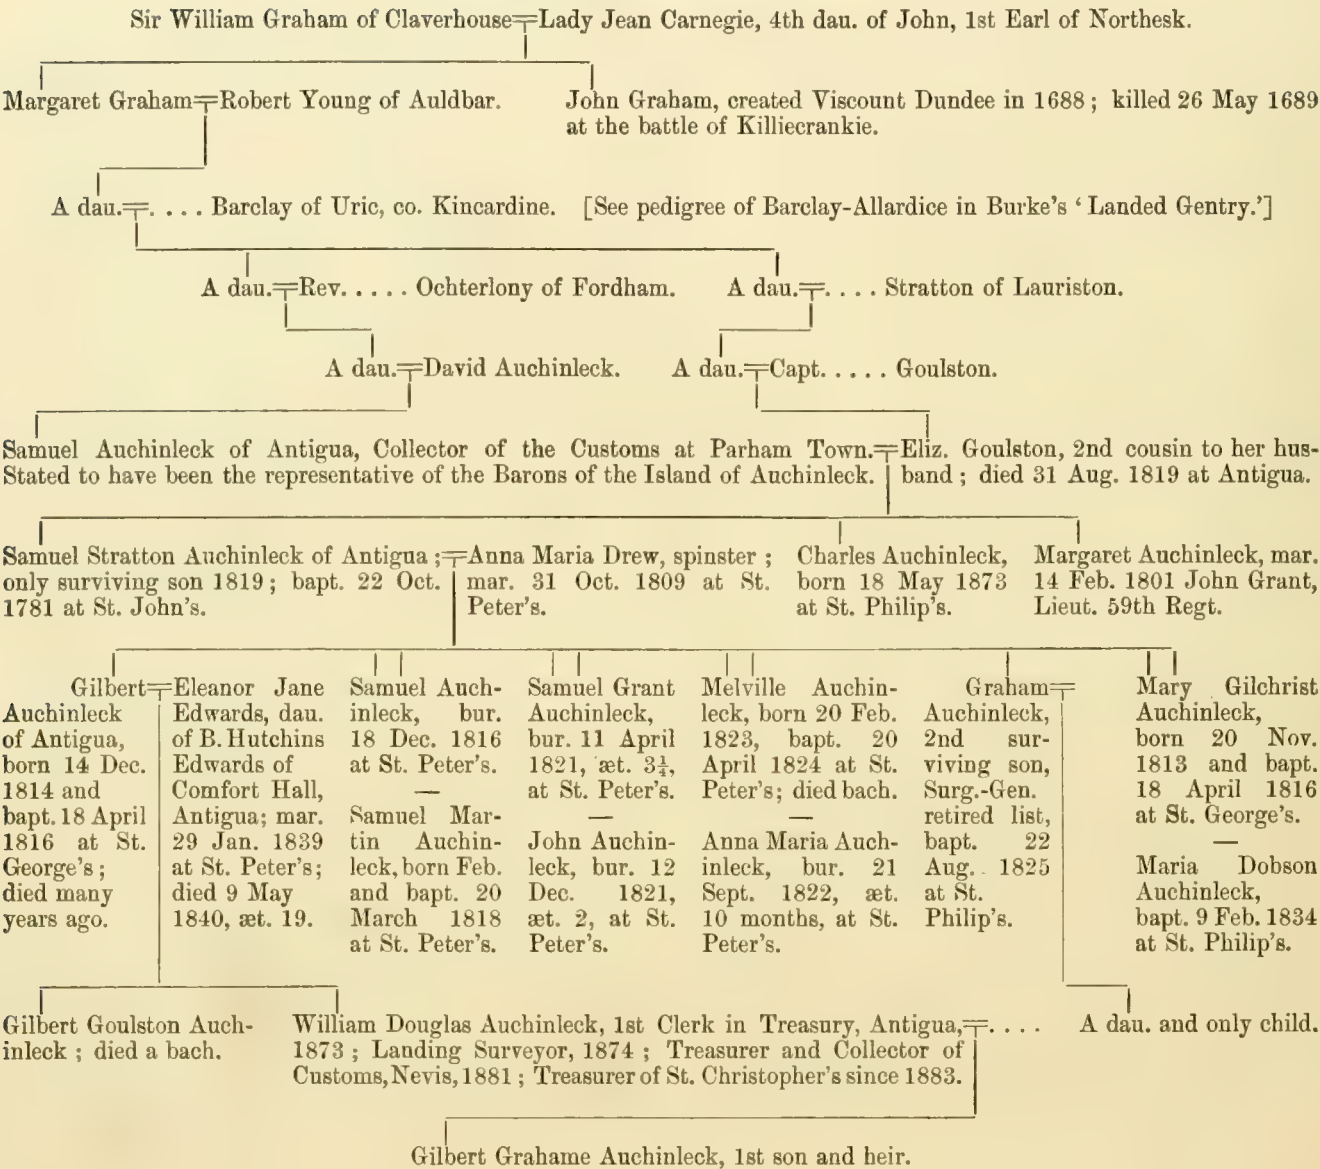 Sir William Graham of Claverhouse=Lady Jean Carnegie, 4th dau. of John, 1st Earl of Northesk.
Margaret Graham=Robert Young of Auldbar.
John Graham, created Viscount Dundee in 1688 ; killed 26 May 1689
at the battle of Killiecrankie.
A dau.=. . . . Barclay of Uric, co. Kincardine. [See pedigree of Barclay-Allardice in Burke's ‘ Landed Gentry.’]
A dau.=Rev. . . . . Ochterlony of Fordham.
A dau.=. . . . Stratton of Lauriston.
A dau.=David Auchinleck.
A dau.=Capt. . . . . Goulston.
Samuel Auchinleck of Antigua, Collector of the Customs at Parham Town.=
Stated to have been the representative of the Barons of the Island of Auchinleck.
Eliz. Goulston, 2nd cousin to her hus-
band ; died 31 Aug. 1819 at Antigua.
Samuel Stratton Auchinleck of Antigua ;=
only surviving son 1819 ; bapt. 22 Oct.
1781 at St. John's.
Anna Maria Drew, spinster ;
mar. 31 Oct. 1809 at St.
Peter's.
Charles Auchinleck,
born 18 May 1873
at St. Philip's.
Margaret Auchinleck, mar.
14 Feb. 1801 John Grant,
Lieut. 59th Regt.
Gilbert=
Auchinleck
of Antigua,
born 14 Dec.
1814 and
bapt. 18 April
1816 at St.
George's ;
died many
years ago.
Eleanor Jane
Edwards, dau.
of B. Hutchins
Edwards of
Comfort Hall,
Antigua; mar.
29 Jan. 1839
at St. Peter's;
died 9 May
1840, æt. 19.
Samuel Auch-
inleck, bur.
18 Dec. 1816
at St. Peter's.
—
Samuel Mar-
tin Auchin-
leck, born Feb.
and bapt. 20
March 1818
at St. Peter's.
Samuel Grant
Auchinleck,
bur. 11 April
1821, æt. 3¼,
at St. Peter's.
—
John Auchin-
leck, bur. 12
Dec. 1821,
æt. 2, at St.
Peter's.
Melville Auchin-
leck, born 20 Feb.
1823, bapt. 20
April 1824 at St.
Peter's; died bach.
—
Anna Maria Auch-
inleck, bur. 21
Sept. 1822, æt.
10 months, at St.
Peter's.
Graham=
Auchinleck,
2nd sur-
viving son,
Surg.-Gen.
retired list,
bapt. 22
Aug. 1825
at St.
Philip's.
Mary Gilchrist
Auchinleck,
born 20 Nov.
1813 and bapt.
18 April 1816
at St. George's.
—
Maria Dobson
Auchinleck,
bapt. 9 Feb. 1834
at St. Philip's.
Gilbert Goulston Auch-
inleck ; died a bach.
William Douglas Auchinleck, 1st Clerk in Treasury, Antigua,=. . . .
1873 ; Landing Surveyor, 1874 ; Treasurer and Collector of
Customs, Nevis, 1881 ; Treasurer of St. Christopher's since 1883.
A dau. and only child.
Gilbert Grahame Auchinleck, 1st son and heir.